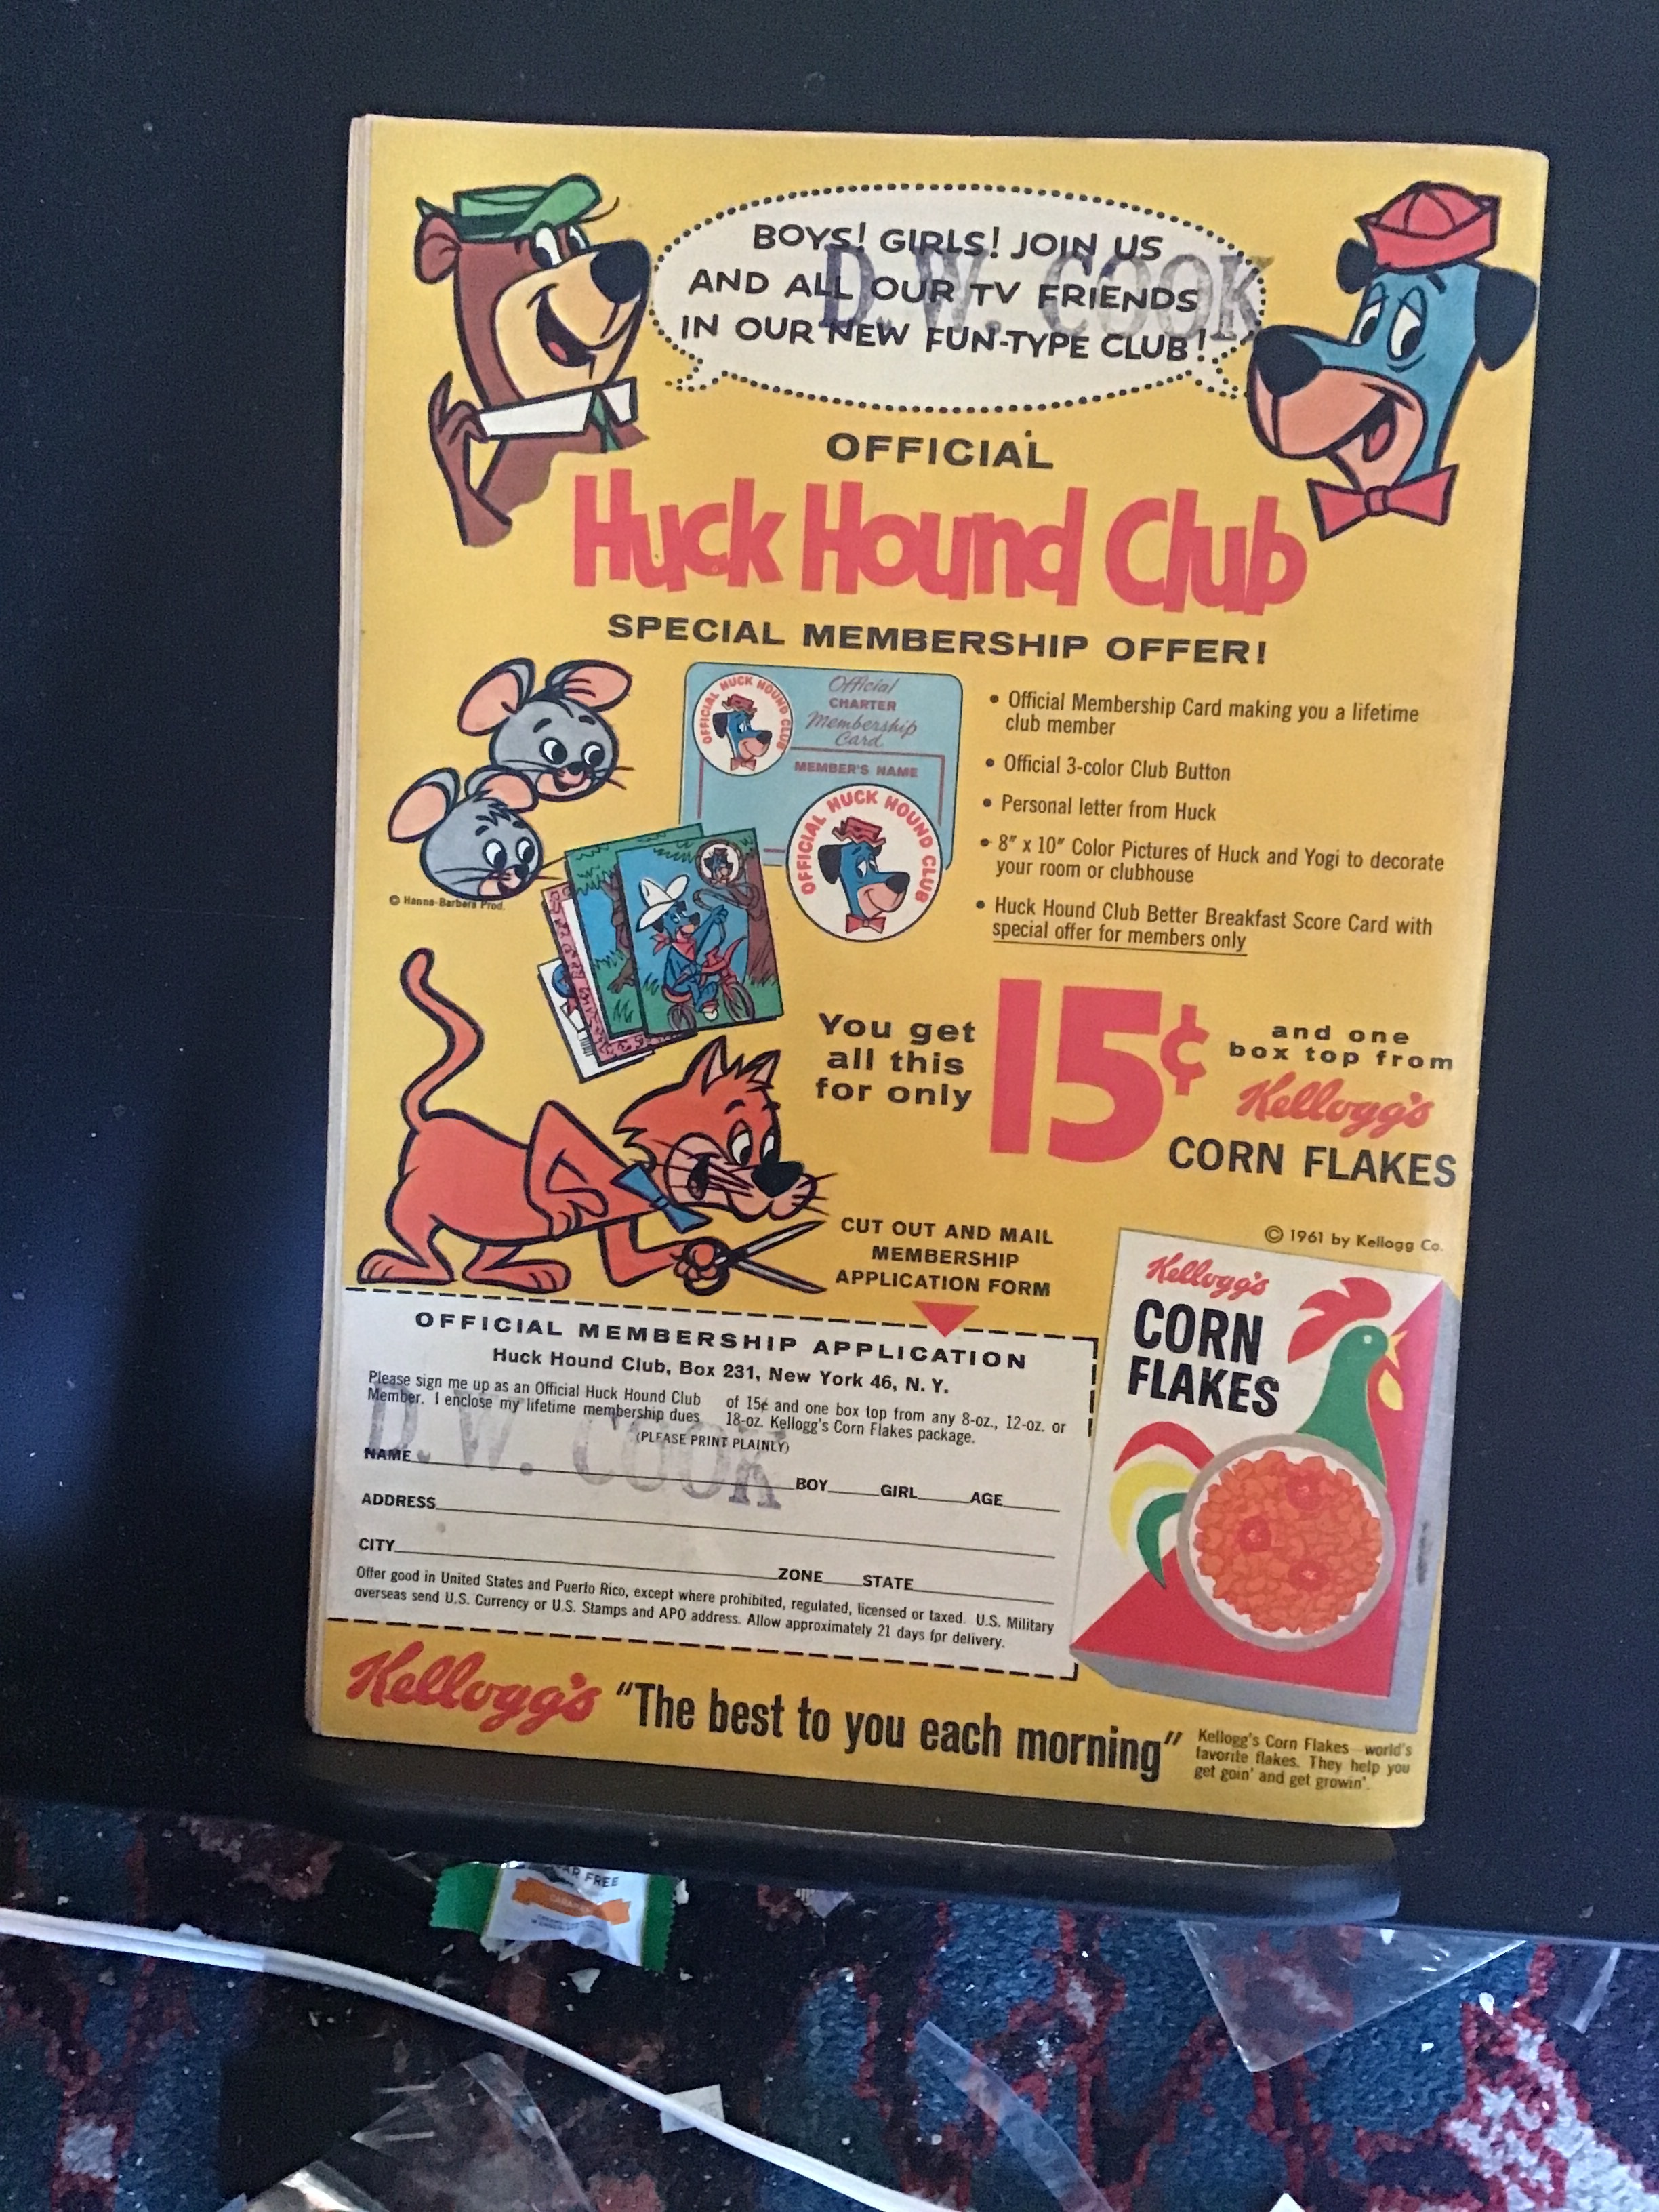 BOYS! GIRLS! JOIN US
AND ALL OUR TV FRIENDS
IN OUR NEW FUN-TYPE CLUB!
D. W. COOK
OFFICIAL
Huck Hound Club
SPECIAL MEMBERSHIP OFFER!
OFFICIAL HUCK HOUND CLUB
Official
CHARTER
Membership
Card
MEMBER'S NAME
OFFICIAL HUCK HOUND CLUB
• Official Membership Card making you a lifetime
club member
• Official 3-color Club Button
• Personal letter from Huck
• 8" x 10" Color Pictures of Huck and Yogi to decorate
your room or clubhouse
• Huck Hound Club Better Breakfast Score Card with
special offer for members only
© Hanna-Barbera Prod.
You get
all this
for only
15¢
and one
box top from
Kellogg's
CORN FLAKES
CUT OUT AND MAIL
MEMBERSHIP
APPLICATION FORM
© 1961 by Kellogg Co.
Kellogg's
CORN
FLAKES
OFFICIAL MEMBERSHIP APPLICATION
Huck Hound Club, Box 231, New York 46, N. Y.
Please sign me up as an Official Huck Hound Club
Member. I enclose my lifetime membership dues
of 15¢ and one box top from any 8-oz., 12-oz. or
18-oz. Kellogg's Corn Flakes package.
(PLEASE PRINT PLAINLY)
D. W. COOK
NAME BOY GIRL AGE
ADDRESS
CITY ZONE STATE
Offer good in United States and Puerto Rico, except where prohibited, regulated, licensed or taxed. U.S. Military
overseas send U.S. Currency or U.S. Stamps and APO address. Allow approximately 21 days for delivery.
Kellogg's "The best to you each morning"
Kellogg's Corn Flakes—world's
favorite flakes. They help you
get goin' and get growin'.
FREE